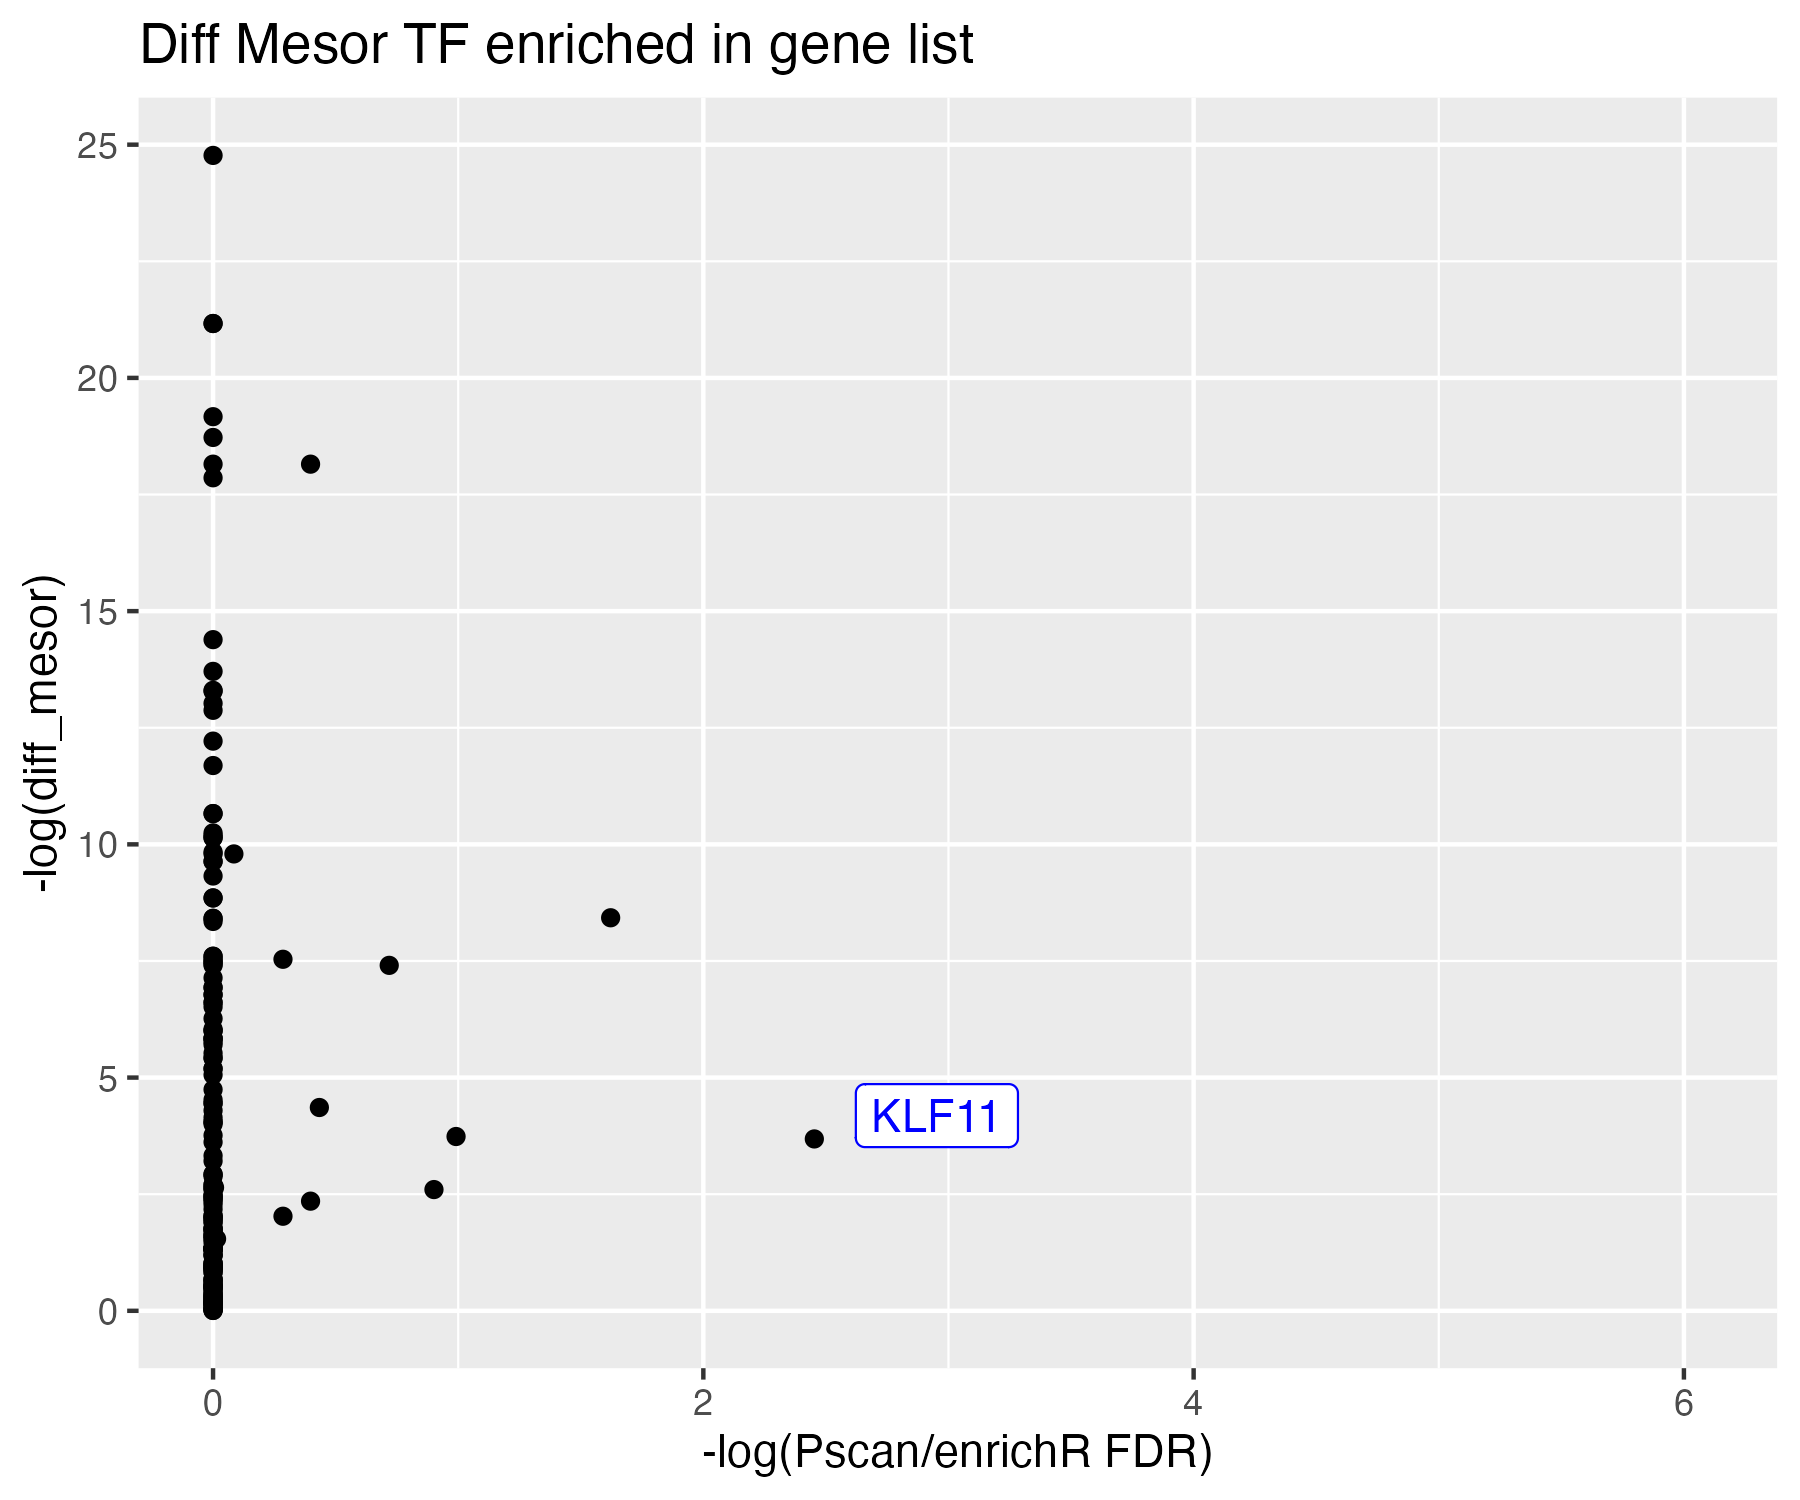 Diff Mesor TF enriched in gene list
25
20
15
10
5
0
-log(diff_mesor)
KLF11
0 2 4 6
-log(Pscan/enrichR FDR)